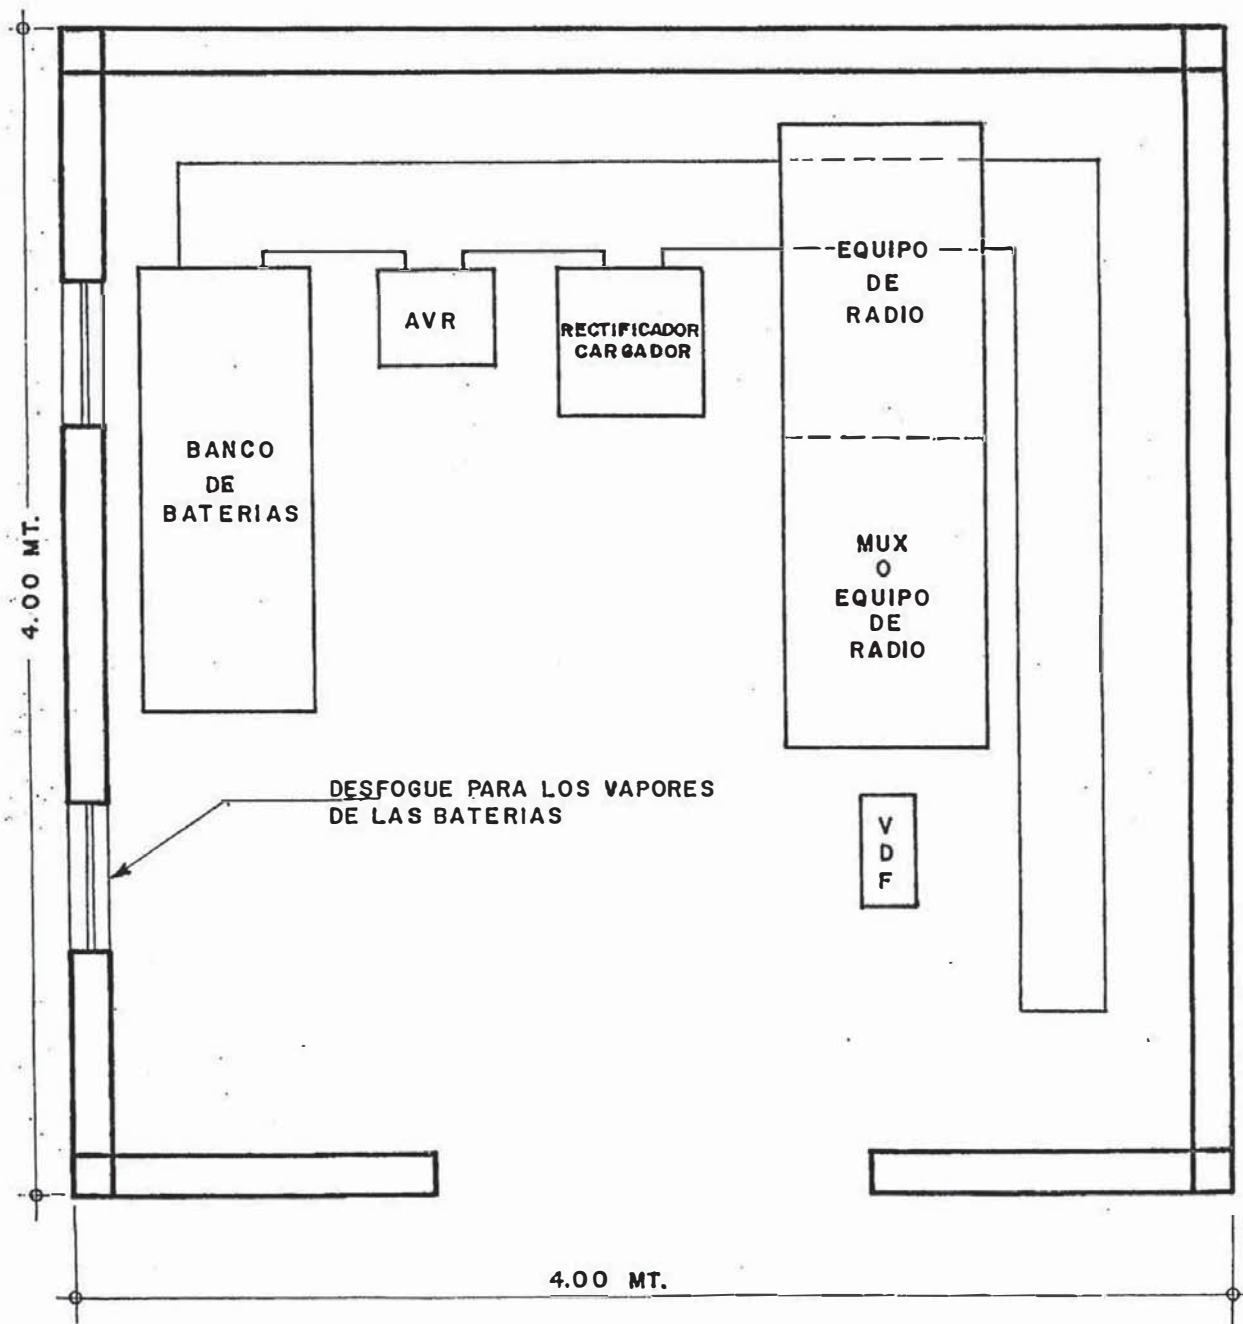 EQUIPO
DE
RADIO
AVR
RECTIFICADOR
CARGADOR
BANCO
DE
BATERIAS
MUX
O
EQUIPO
DE
RADIO
4.00 MT.
DESFOGUE PARA LOS VAPORES
DE LAS BATERIAS
V
D
F
4.00 MT.